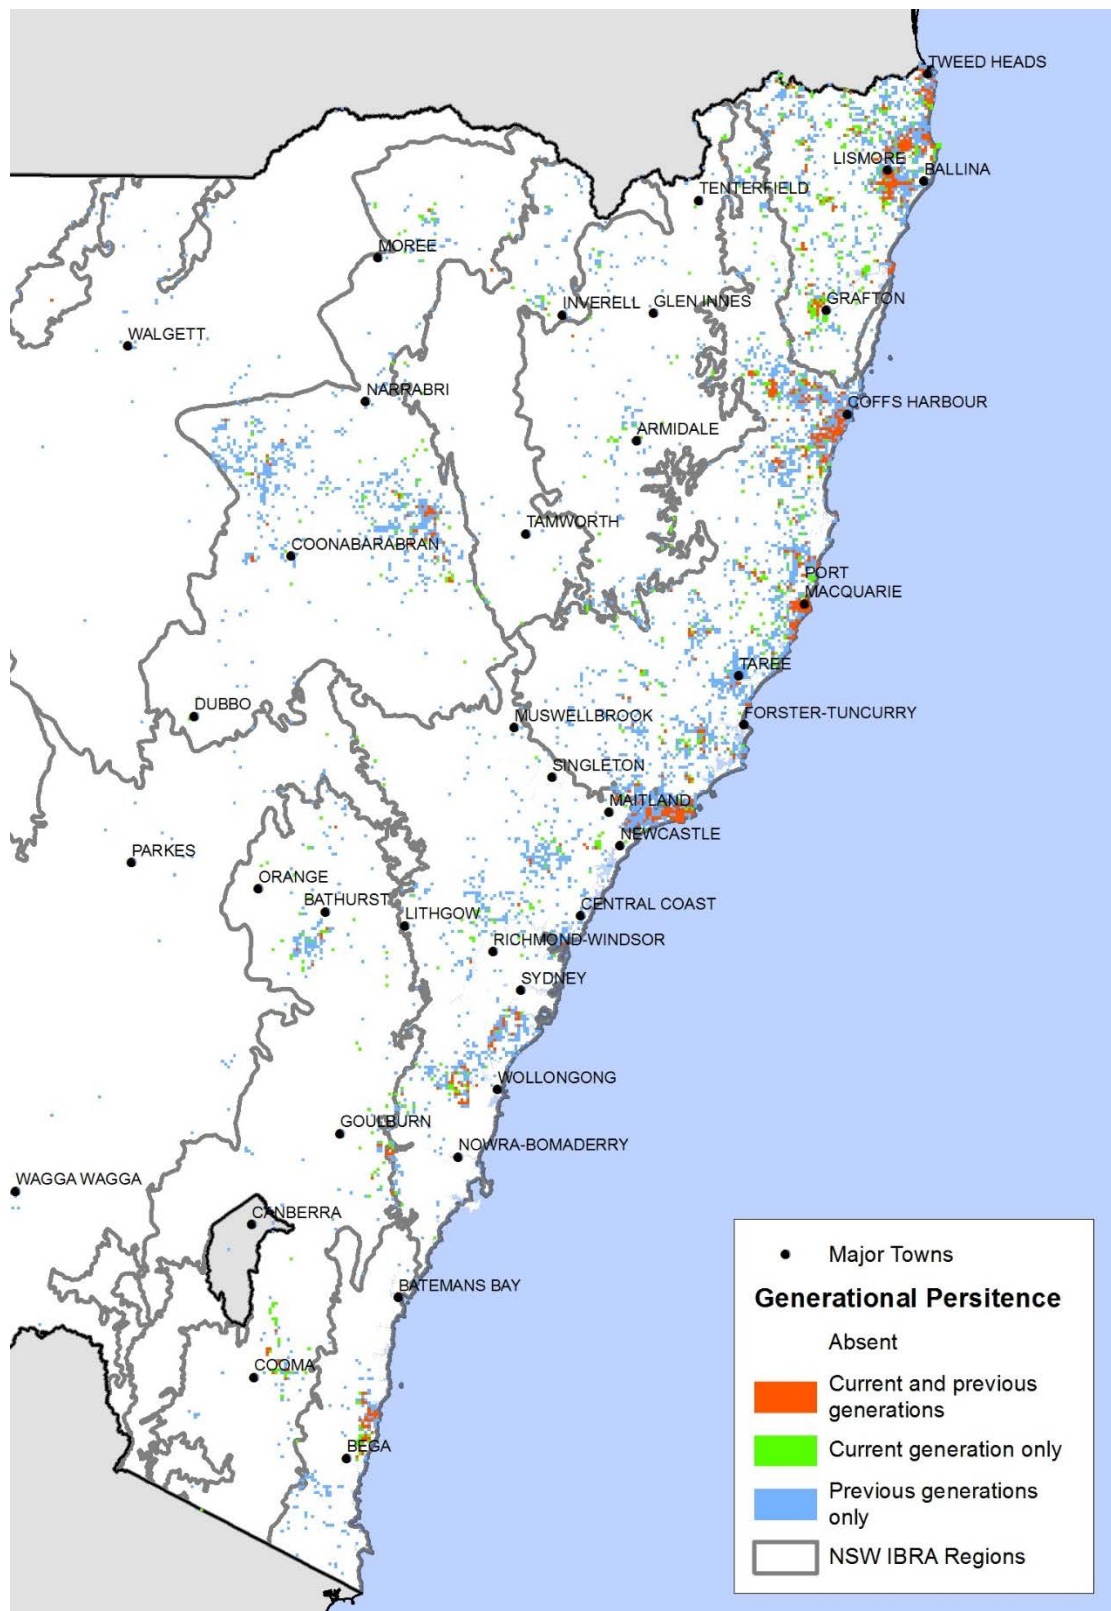 TWEED HEADS
LISMORE
BALLINA
TENTERFIELD
MOREE
INVERELL
GLEN INNES
GRAFTON
WALGETT
NARRABRI
COFFS HARBOUR
ARMIDALE
TAMWORTH
COONABARABRAN
PORT
MACQUARIE
TAREE
DUBBO
MUSWELLBROOK
FORSTER-TUNCURRY
SINGLETON
MAITLAND
NEWCASTLE
PARKES
ORANGE
BATHURST
LITHGOW
CENTRAL COAST
RICHMOND-WINDSOR
SYDNEY
WOLLONGONG
GOULBURN
NOWRA-BOMADERRY
WAGGA WAGGA
CANBERRA
BATEMANS BAY
COOMA
BEGA
Major Towns
Generational Persitence
Absent
Current and previous
generations
Current generation only
Previous generations
only
NSW IBRA Regions